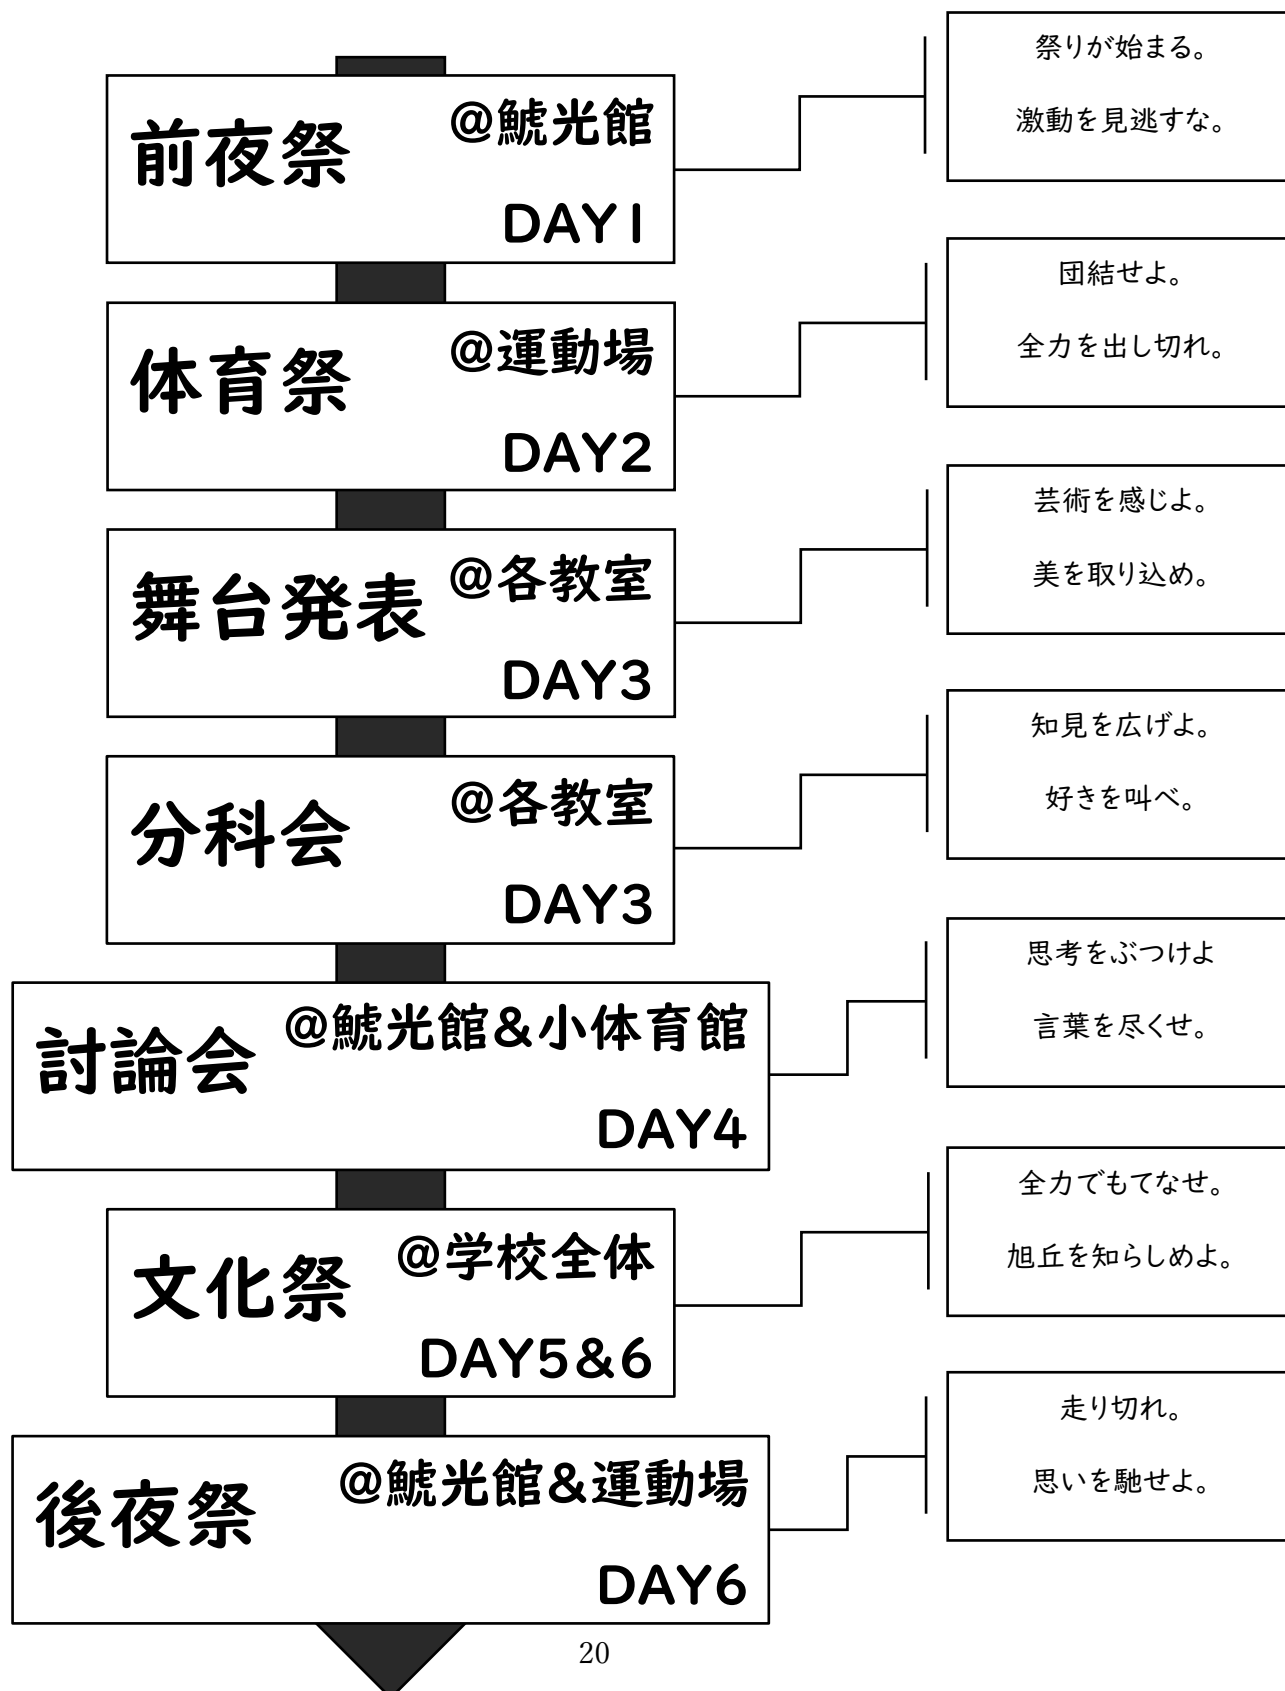 前夜祭
@鯱光館
DAY1
祭りが始まる。
激動を見逃すな。
体育祭
@運動場
DAY2
団結せよ。
全力を出し切れ。
舞台発表
@各教室
DAY3
芸術を感じよ。
美を取り込め。
分科会
@各教室
DAY3
知見を広げよ。
好きを叫べ。
討論会
@鯱光館&小体育館
DAY4
思考をぶつけよ
言葉を尽くせ。
文化祭
@学校全体
DAY5&6
全力でもてなせ。
旭丘を知らしめよ。
後夜祭
@鯱光館&運動場
DAY6
走り切れ。
思いを馳せよ。
20